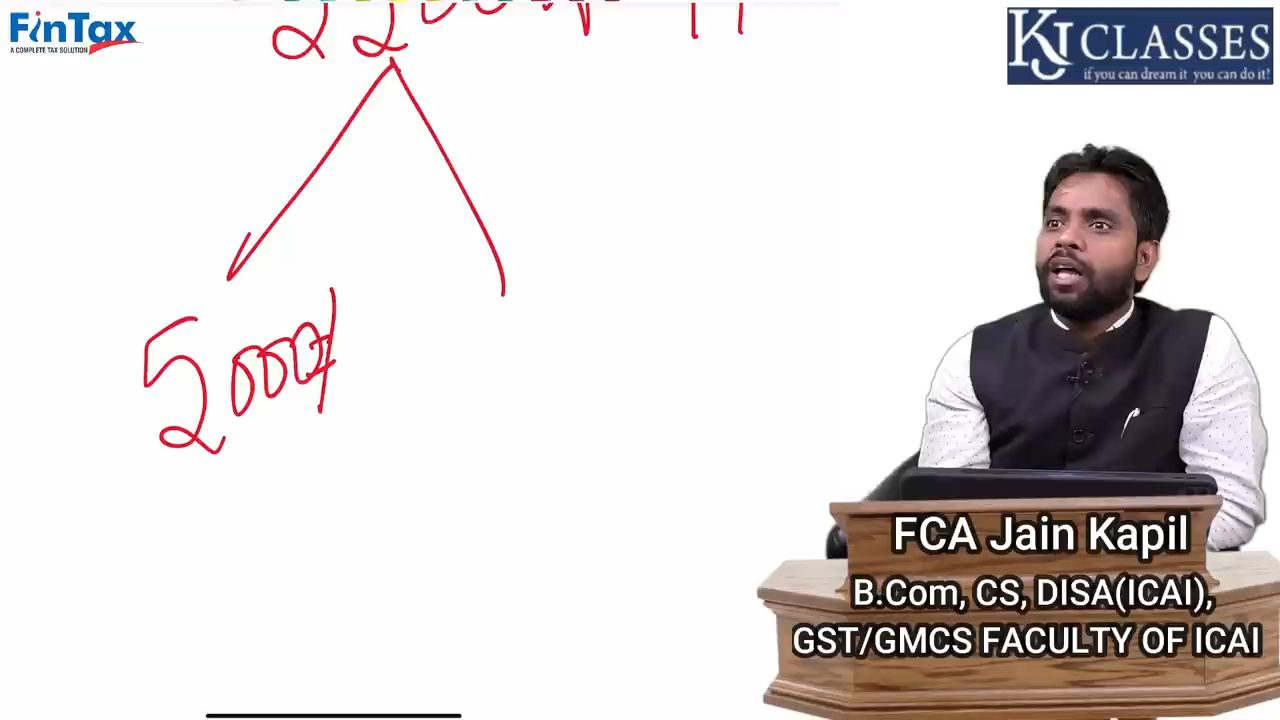 FinTax
A COMPLETE TAX SOLUTION
KJ CLASSES
if you can dream it you can do it!
5000/
FCA Jain Kapil
B.Com, CS, DISA(ICAI),
GST/GMCS FACULTY OF ICAI